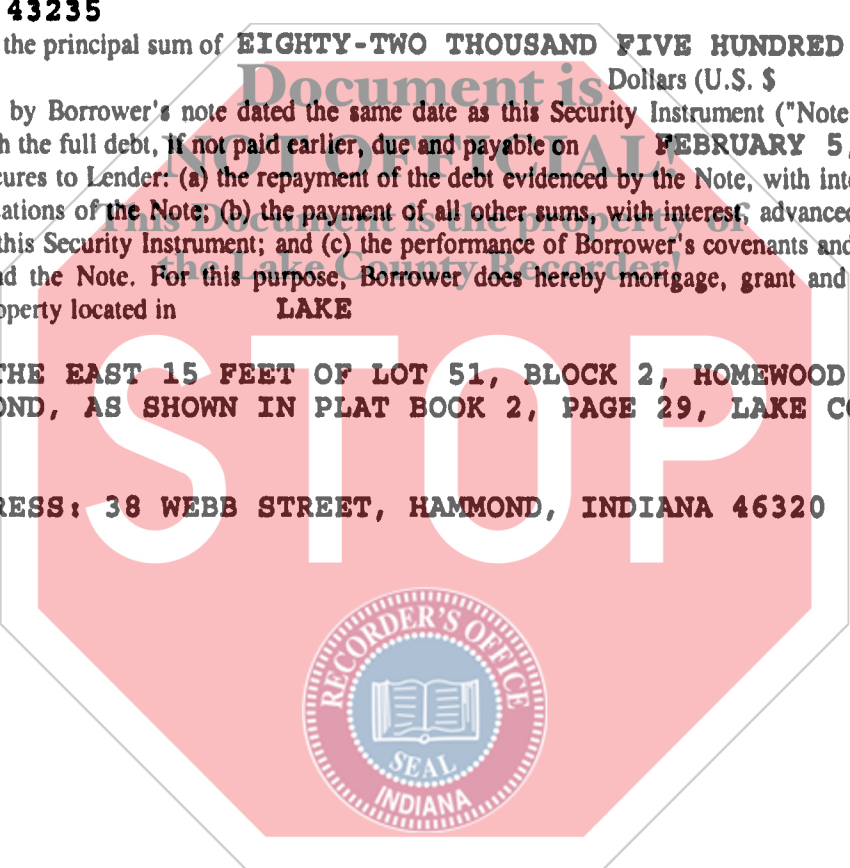 43235
the principal sum of EIGHTY-TWO THOUSAND FIVE HUNDRED
Dollars (U.S. $
by Borrower's note dated the same date as this Security Instrument ("Note
h the full debt, if not paid earlier, due and payable on FEBRUARY 5,
cures to Lender: (a) the repayment of the debt evidenced by the Note, with inte
ations of the Note; (b) the payment of all other sums, with interest, advanced
this Security Instrument; and (c) the performance of Borrower's covenants and
nd the Note. For this purpose, Borrower does hereby mortgage, grant and
operty located in LAKE
THE EAST 15 FEET OF LOT 51, BLOCK 2, HOMEWOOD
OND, AS SHOWN IN PLAT BOOK 2, PAGE 29, LAKE CO
RESS: 38 WEBB STREET, HAMMOND, INDIANA 46320
Document is
NOT OFFICIAL!
This Document is the property of
the Lake County Recorder!
STOP
RECORDER'S OFFICE
SEAL
INDIANA